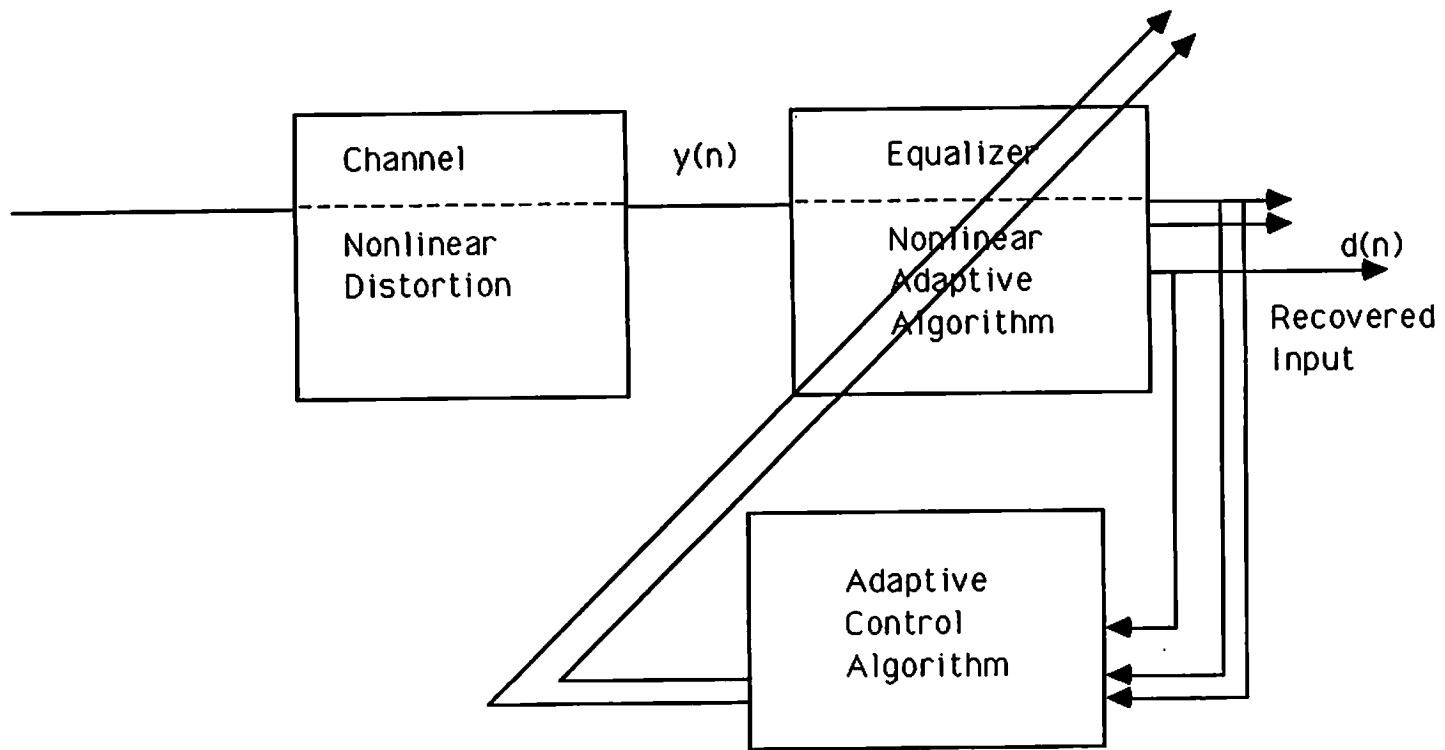 Channel
Nonlinear
Distortion
y(n)
Equalizer
Nonlinear
Adaptive
Algorithm
d(n)
Recovered
Input
Adaptive
Control
Algorithm